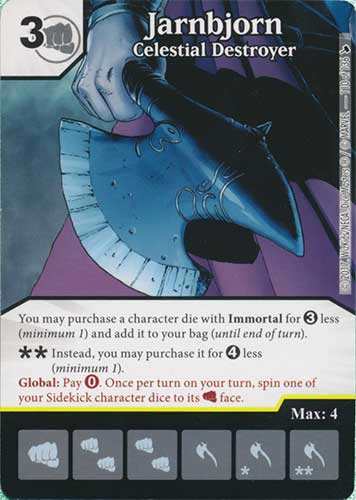 3
Jarnbjorn
Celestial Destroyer
You may purchase a character die with Immortal for 3 less
(minimum 1) and add it to your bag (until end of turn).
** Instead, you may purchase it for 4 less
(minimum 1).
Global: Pay 0. Once per turn on your turn, spin one of
your Sidekick character dice to its face.
Max: 4
*
**